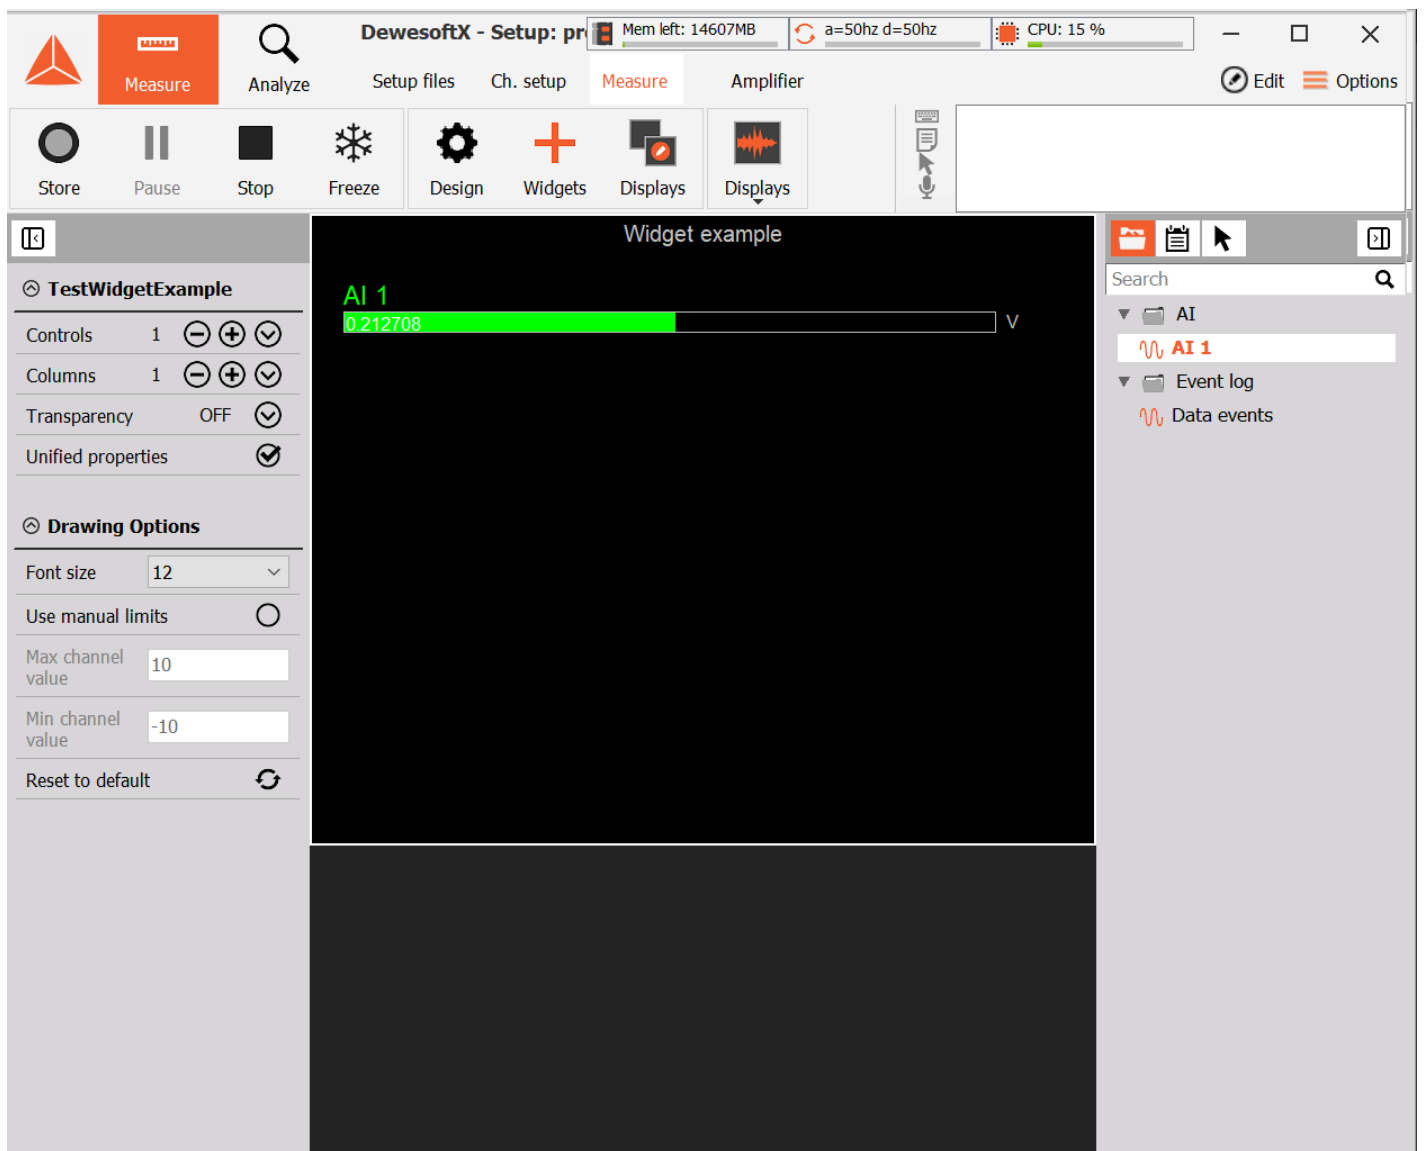 DewesoftX - Setup: pr
Mem left: 14607MB
a=50hz d=50hz
CPU: 15 %
Measure
Analyze
Setup files
Ch. setup
Measure
Amplifier
Edit
Options
Store
Pause
Stop
Freeze
Design
Widgets
Displays
Displays
TestWidgetExample
Controls 1
Columns 1
Transparency OFF
Unified properties
Drawing Options
Font size 12
Use manual limits
Max channel
value
10
Min channel
value
-10
Reset to default
Widget example
AI 1
0.212708
V
Search
AI
AI 1
Event log
Data events